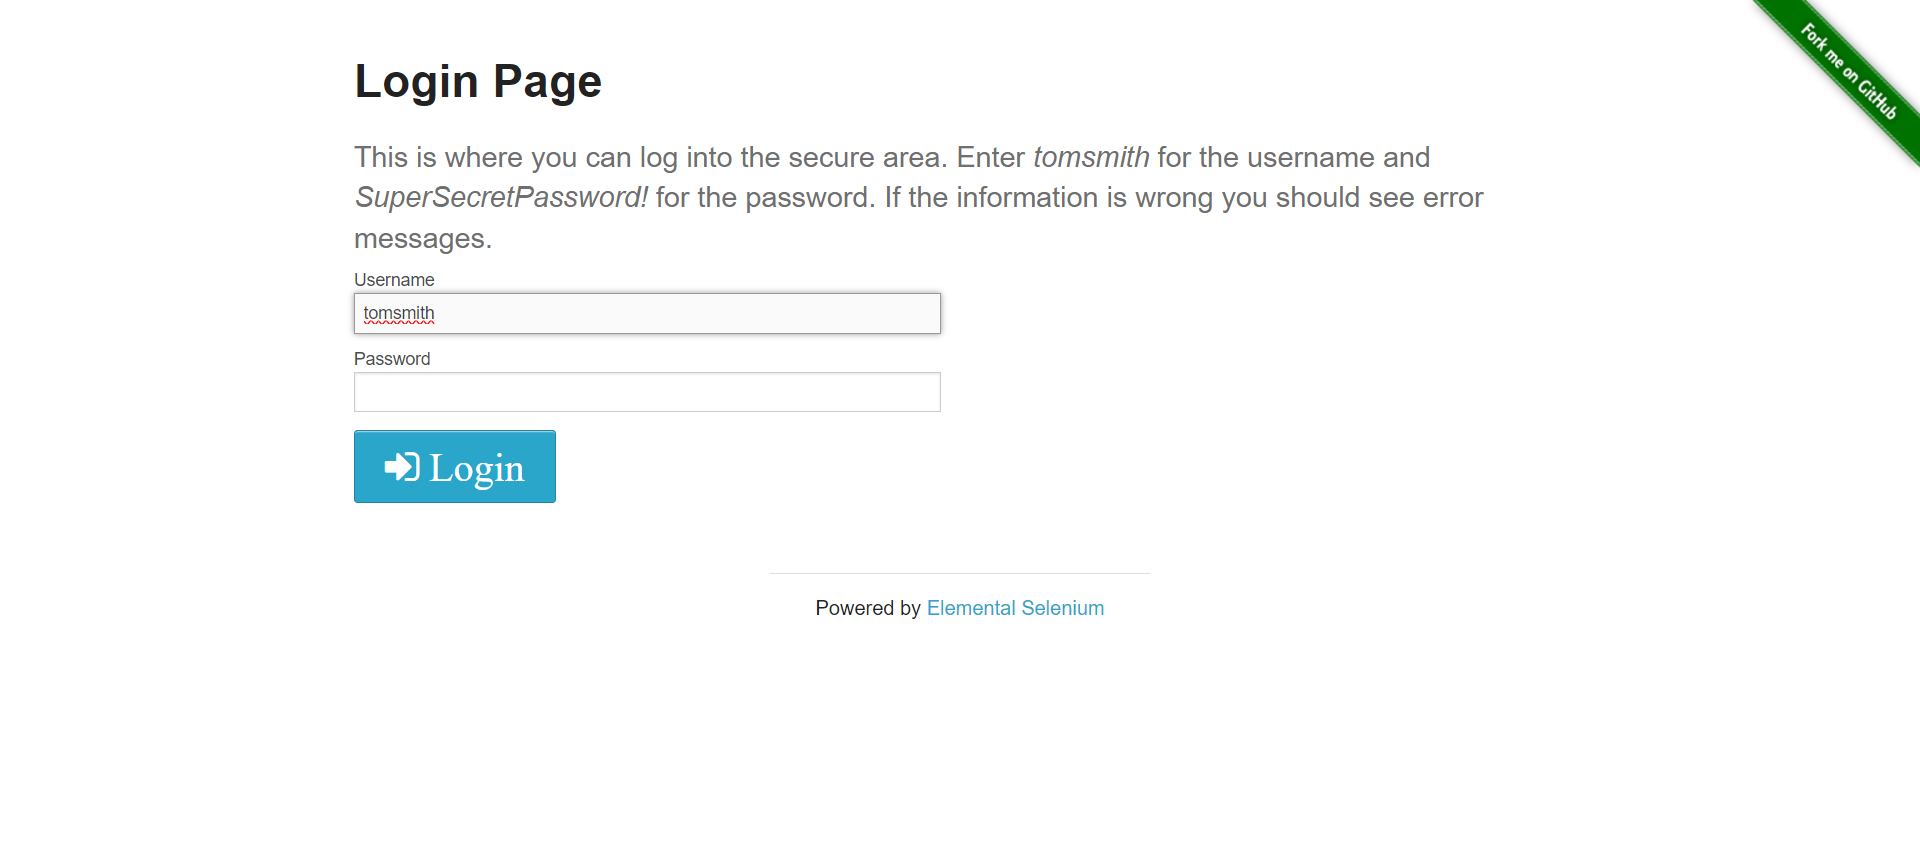 Fork me on GitHub
Login Page
This is where you can log into the secure area. Enter tomsmith for the username and
SuperSecretPassword! for the password. If the information is wrong you should see error
messages.
Username
tomsmith
Password
Login
Powered by Elemental Selenium